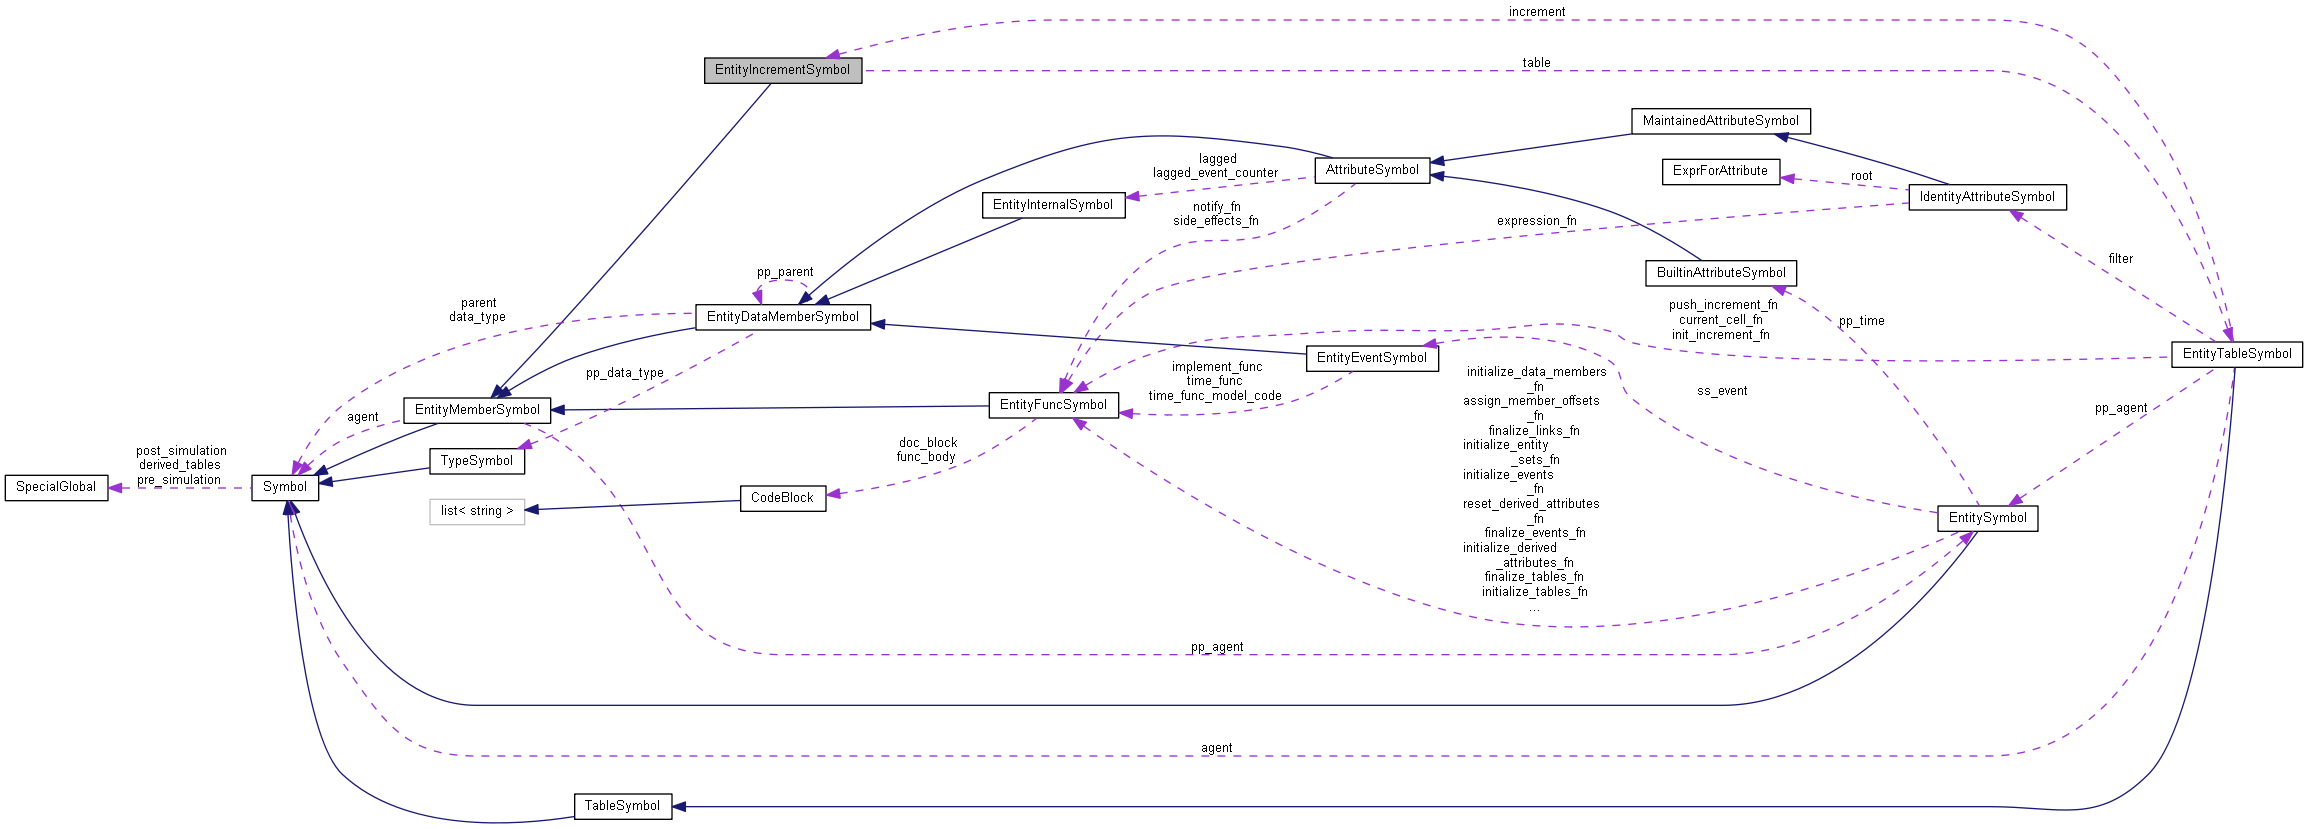 increment
EntityIncrementSymbol
table
MaintainedAttributeSymbol
lagged
lagged_event_counter
AttributeSymbol
ExprForAttribute
root
IdentityAttributeSymbol
EntityInternalSymbol
notify_fn
side_effects_fn
expression_fn
filter
pp_parent
BuiltinAttributeSymbol
parent
data_type
EntityDataMemberSymbol
push_increment_fn
current_cell_fn
init_increment_fn
pp_time
EntityEventSymbol
EntityTableSymbol
pp_data_type
implement_func
time_func
time_func_model_code
initialize_data_members
_fn
assign_member_offsets
_fn
finalize_links_fn
initialize_entity
_sets_fn
initialize_events
_fn
reset_derived_attributes
_fn
finalize_events_fn
initialize_derived
_attributes_fn
finalize_tables_fn
initialize_tables_fn
...
ss_event
pp_agent
agent
EntityMemberSymbol
EntityFuncSymbol
post_simulation
derived_tables
pre_simulation
doc_block
func_body
TypeSymbol
SpecialGlobal
Symbol
CodeBlock
list< string >
EntitySymbol
pp_agent
agent
TableSymbol